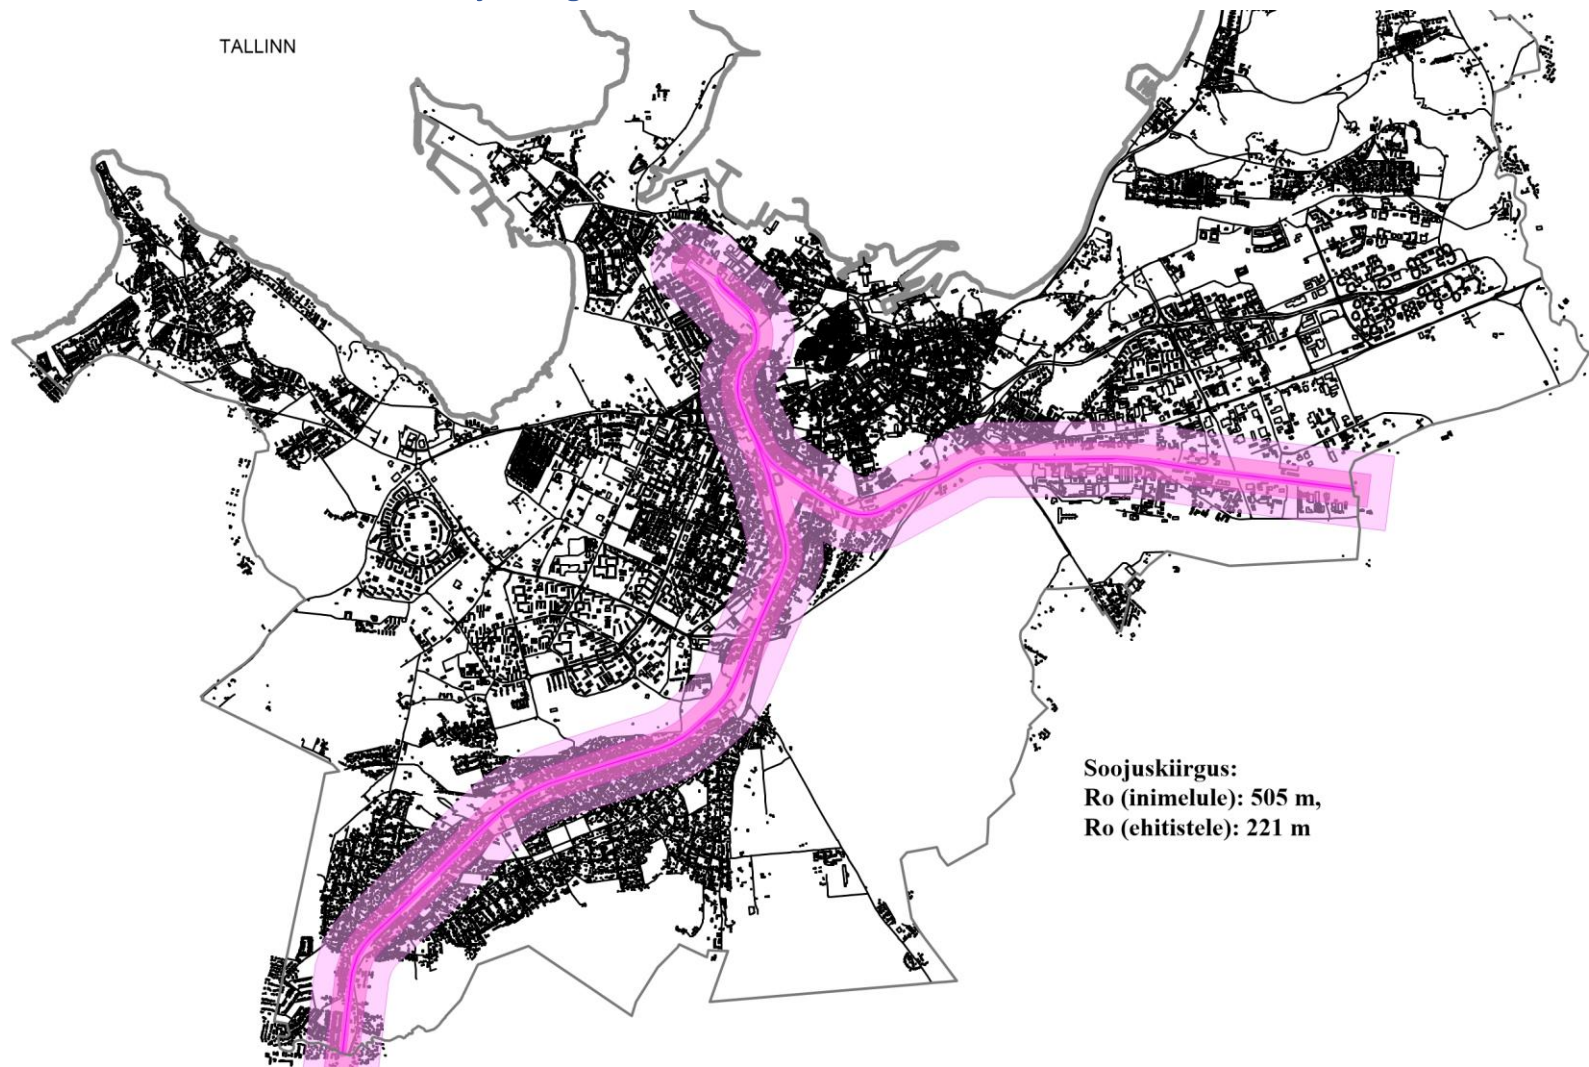 TALLINN
Soojuskiirgus:
Ro (inimelule): 505 m,
Ro (ehitistele): 221 m